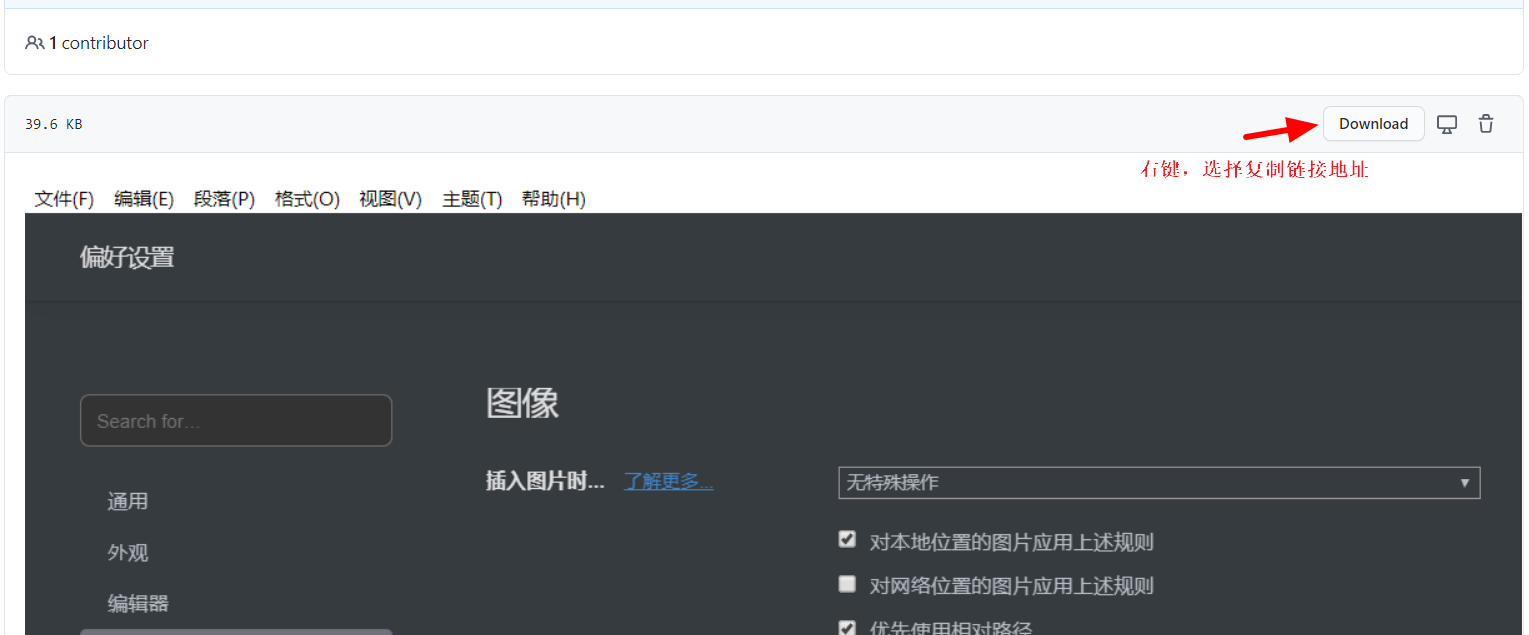 1 contributor
39.6 KB
Download
右键，选择复制链接地址
文件(F) 编辑(E) 段落(P) 格式(O) 视图(V) 主题(T) 帮助(H)
偏好设置
Search for...
图像
插入图片时... 了解更多... 无特殊操作
通用
对本地位置的图片应用上述规则
外观
对网络位置的图片应用上述规则
编辑器
优先使用相对路径